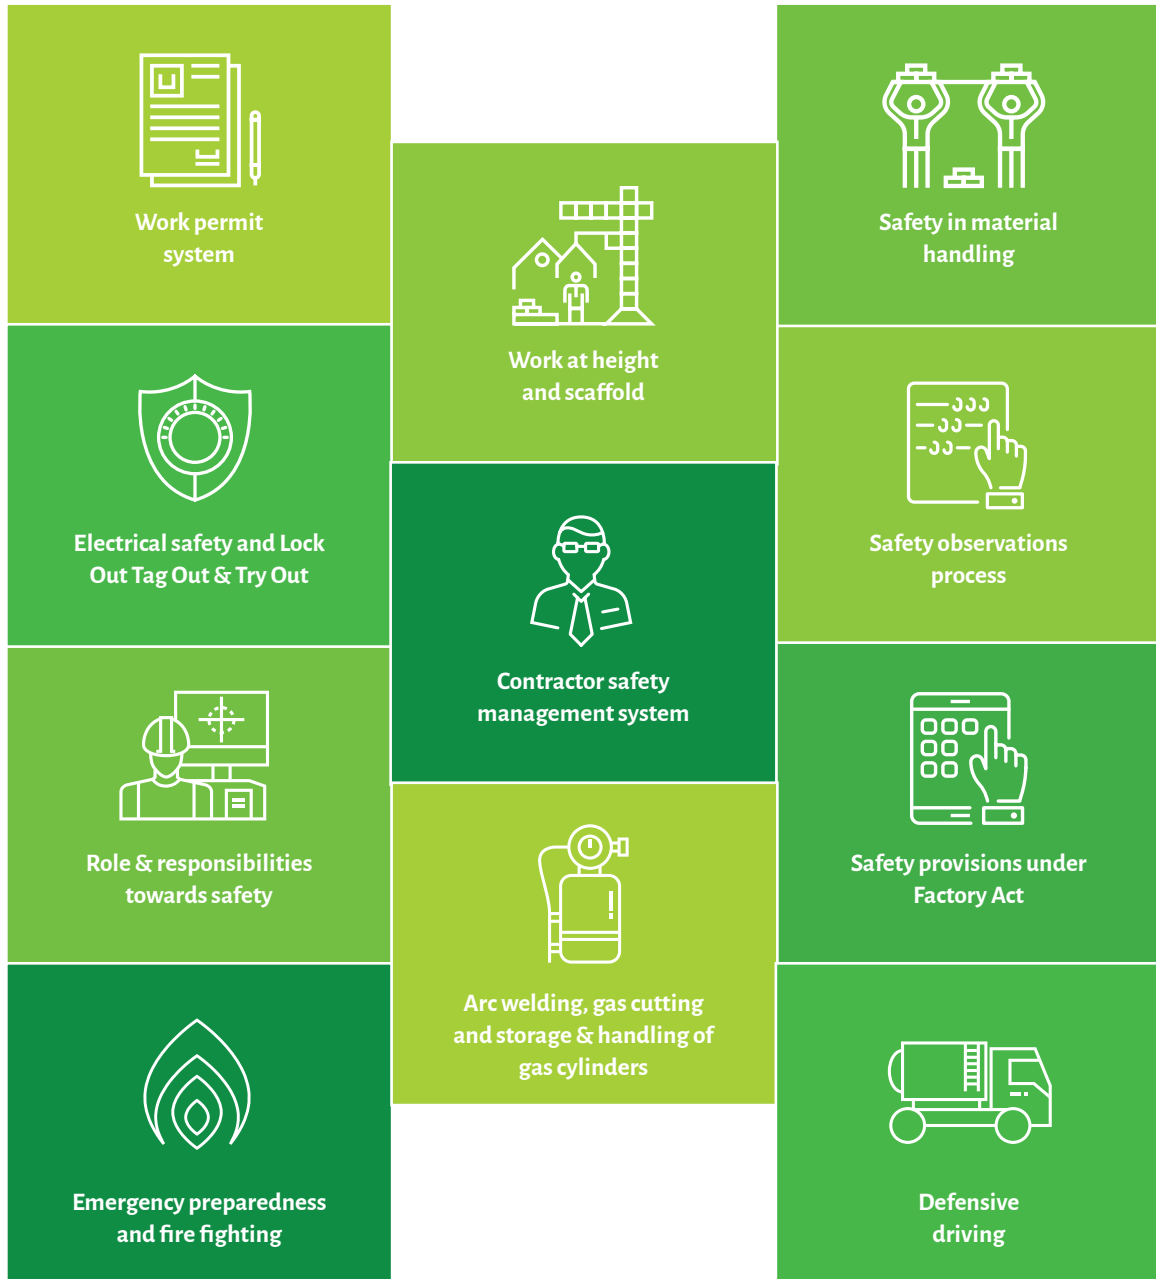 Work permit
system
Electrical safety and Lock
Out Tag Out & Try Out
Role & responsibilities
towards safety
Emergency preparedness
and fire fighting
Work at height
and scaffold
Contractor safety
management system
Arc welding, gas cutting
and storage & handling of
gas cylinders
Safety in material
handling
Safety observations
process
Safety provisions under
Factory Act
Defensive
driving